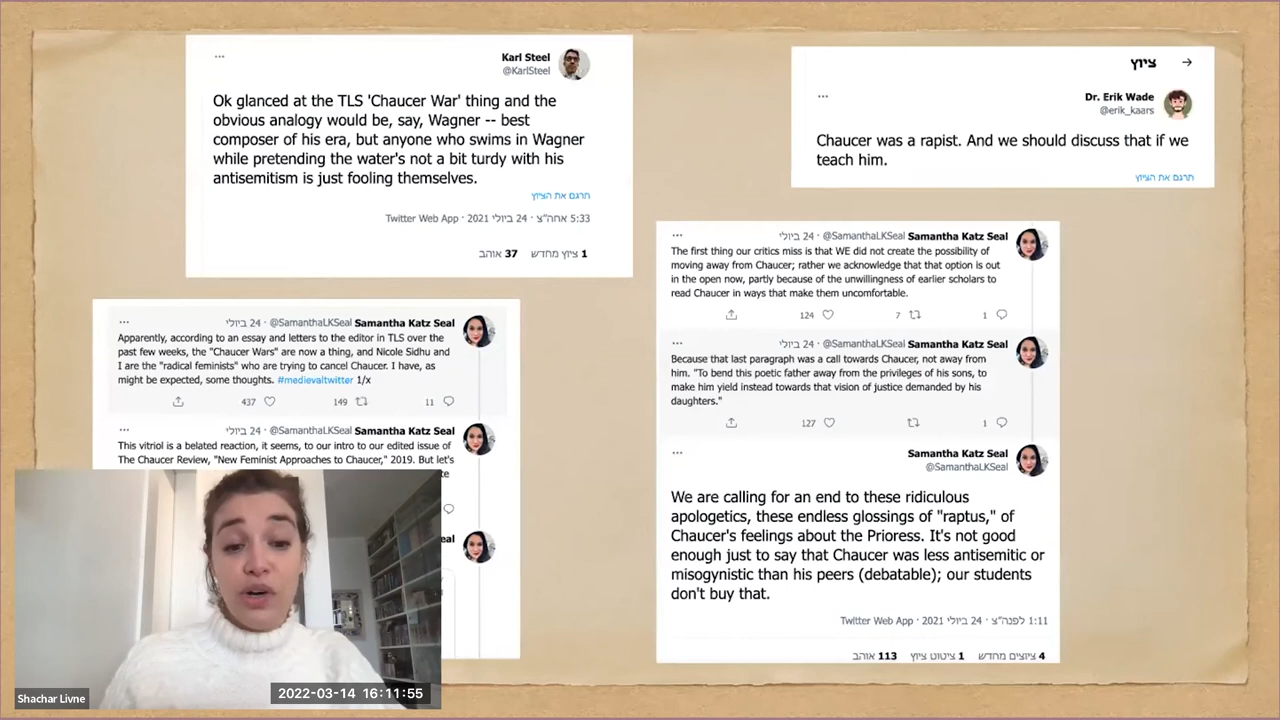 ...
Karl Steel
@KarlSteel
Ok glanced at the TLS 'Chaucer War' thing and the
obvious analogy would be, say, Wagner -- best
composer of his era, but anyone who swims in Wagner
while pretending the water's not a bit turdy with his
antisemitism is just fooling themselves.
תרגם את הציוץ
5:33 אחה"צ · 24 ביולי 2021 · Twitter Web App
1 ציוץ מחדש 37 אוהב
ציוץ
...
Dr. Erik Wade
@erik_kaars
Chaucer was a rapist. And we should discuss that if we
teach him.
תרגם את הציוץ
...
Samantha Katz Seal @SamanthaLKSeal · 24 ביולי
Apparently, according to an essay and letters to the editor in TLS over the
past few weeks, the "Chaucer Wars" are now a thing, and Nicole Sidhu and
I are the "radical feminists" who are trying to cancel Chaucer. I have, as
might be expected, some thoughts. #medievaltwitter 1/x
437 149 11
...
Samantha Katz Seal @SamanthaLKSeal · 24 ביולי
This vitriol is a belated reaction, it seems, to our intro to our edited issue of
The Chaucer Review, "New Feminist Approaches to Chaucer," 2019. But let's
...
Samantha Katz Seal @SamanthaLKSeal · 24 ביולי
The first thing our critics miss is that WE did not create the possibility of
moving away from Chaucer; rather we acknowledge that that option is out
in the open now, partly because of the unwillingness of earlier scholars to
read Chaucer in ways that make them uncomfortable.
124 7 1
...
Samantha Katz Seal @SamanthaLKSeal · 24 ביולי
Because that last paragraph was a call towards Chaucer, not away from
him. "To bend this poetic father away from the privileges of his sons, to
make him yield instead towards that vision of justice demanded by his
daughters."
127 1
...
Samantha Katz Seal
@SamanthaLKSeal
We are calling for an end to these ridiculous
apologetics, these endless glossings of "raptus," of
Chaucer's feelings about the Prioress. It's not good
enough just to say that Chaucer was less antisemitic or
misogynistic than his peers (debatable); our students
don't buy that.
1:11 לפנה"צ · 24 ביולי 2021 · Twitter Web App
4 ציוצים מחדש 1 ציטוט ציוץ 113 אוהב
Shachar Livne
2022-03-14 16:11:55